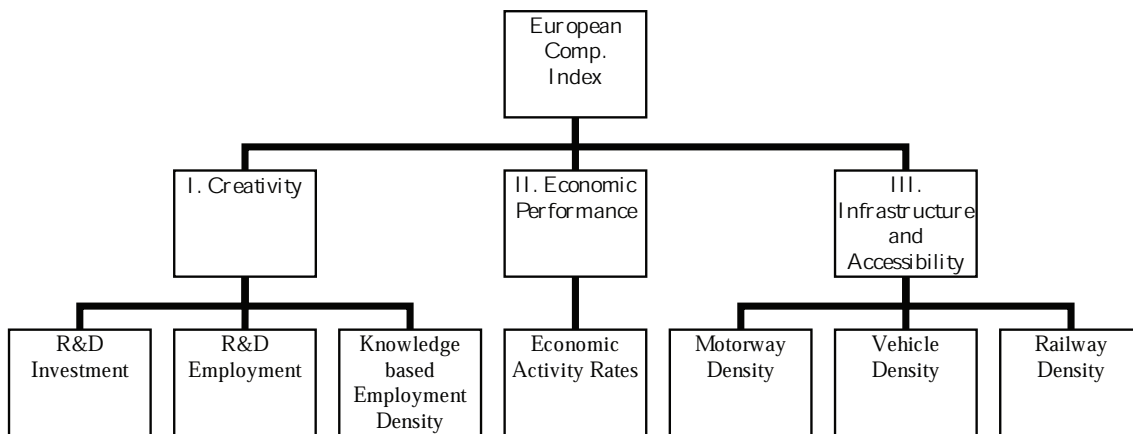 European
Comp.
Index
I. Creativity
II. Economic
Performance
III.
Infrastructure
and
Accessibility
R&D
Investment
R&D
Employment
Knowledge
based
Employment
Density
Economic
Activity Rates
Motorway
Density
Vehicle
Density
Railway
Density